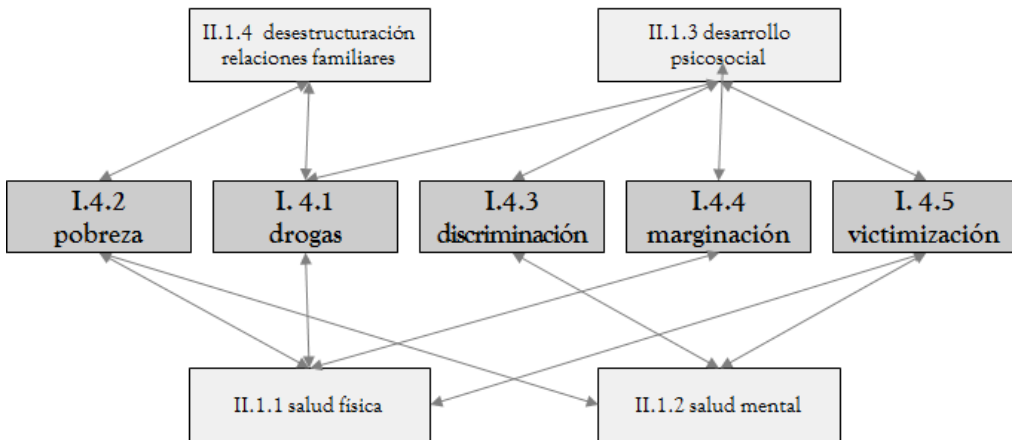 II.1.4 desestructuración
relaciones familiares
II.1.3 desarrollo
psicosocial
I.4.2
pobreza
I. 4.1
drogas
I.4.3
discriminación
I.4.4
marginación
I. 4.5
victimización
II.1.1 salud física
II.1.2 salud mental